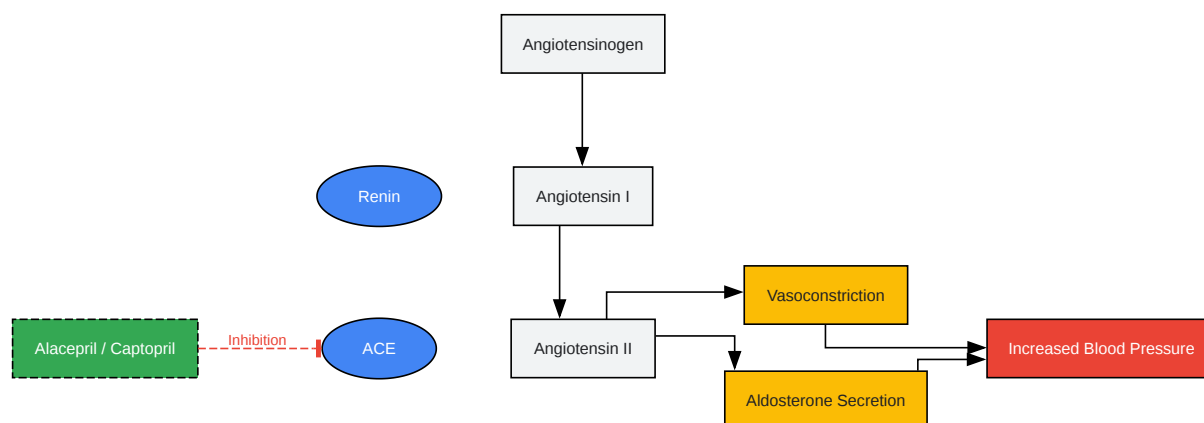 Angiotensinogen
Renin
Angiotensin I
Vasoconstriction
Alacepril / Captopril
Inhibition
ACE
Angiotensin II
Increased Blood Pressure
Aldosterone Secretion